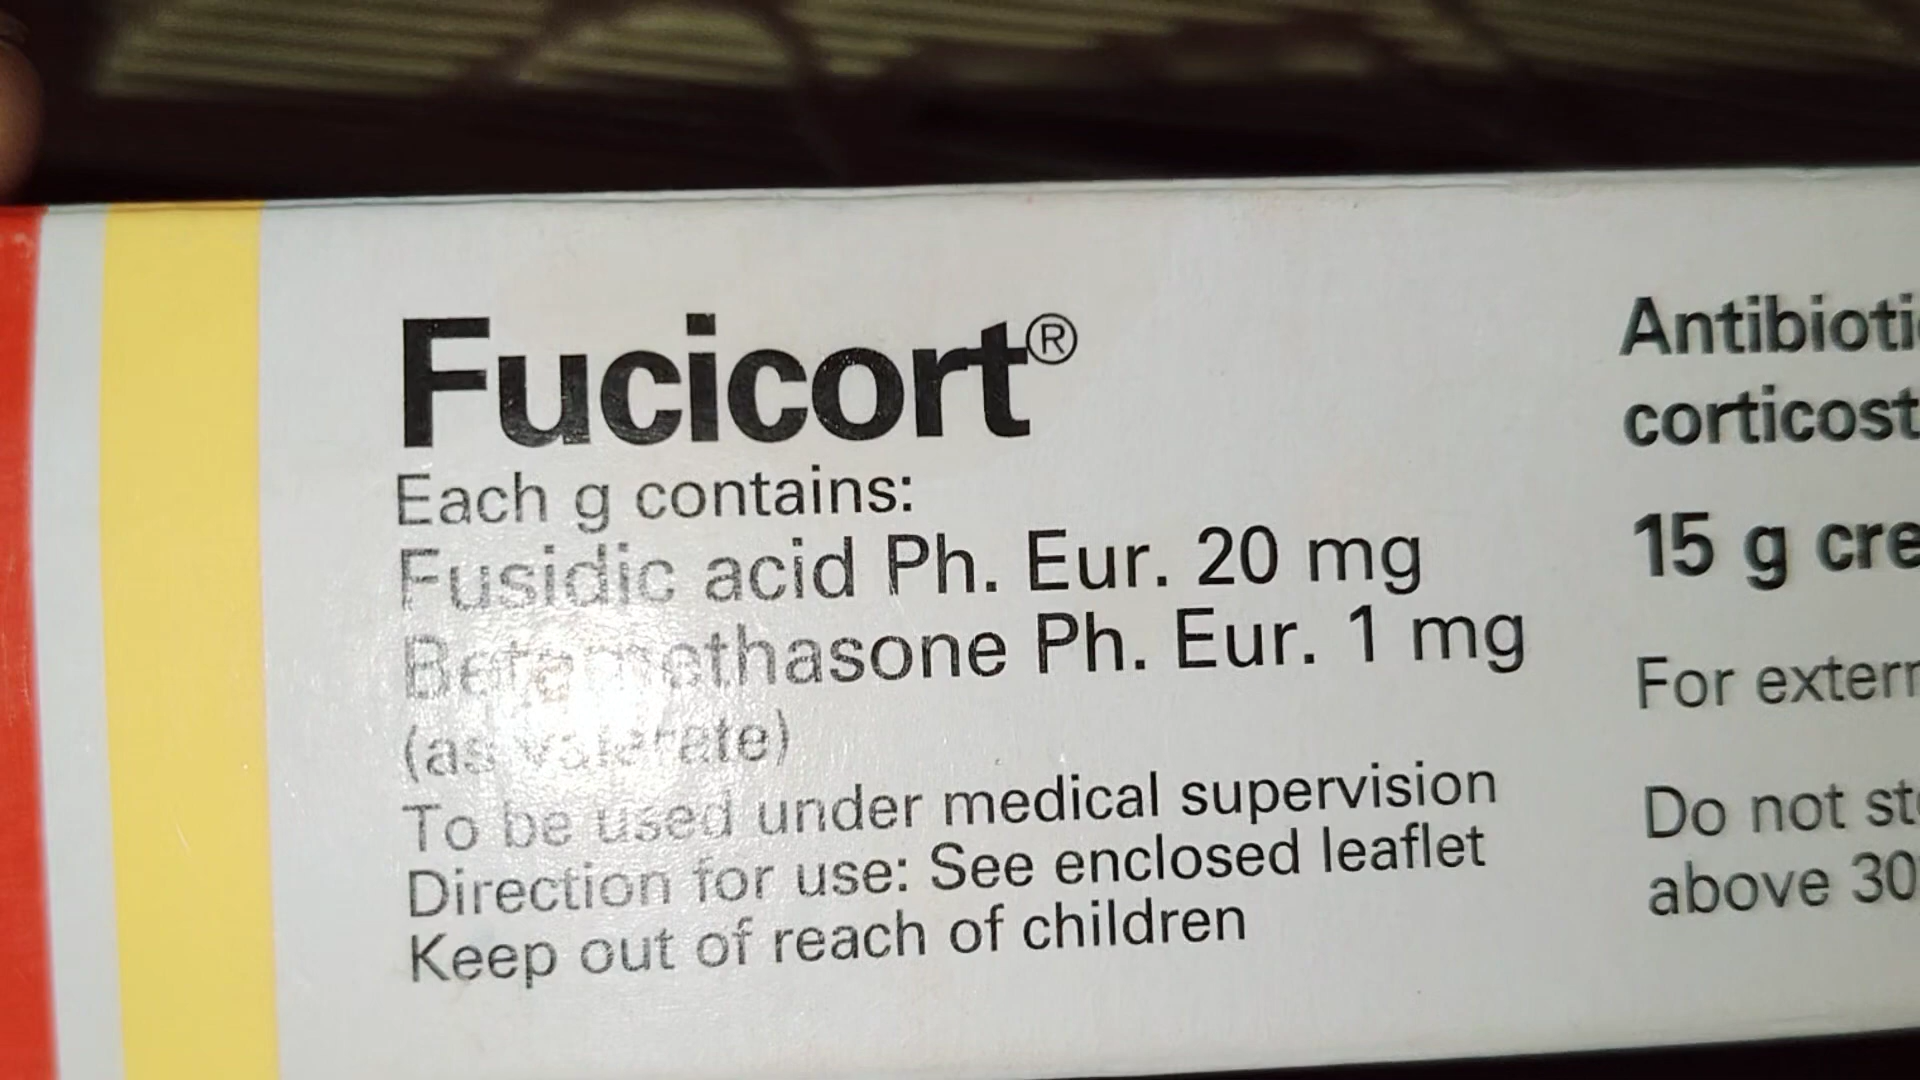 Fucicort®
Each g contains:
Fusidic acid Ph. Eur. 20 mg
Betamethasone Ph. Eur. 1 mg
(as valerate)
To be used under medical supervision
Direction for use: See enclosed leaflet
Keep out of reach of children
Antibioti
corticost
15 g cre
For extern
Do not st
above 30